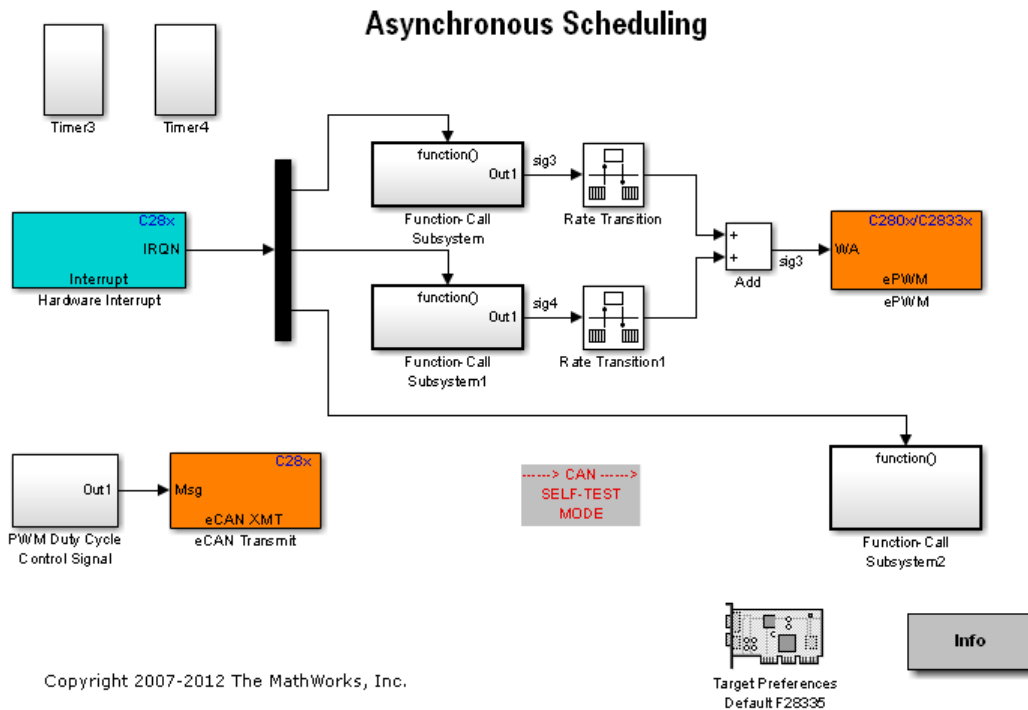 Asynchronous Scheduling
Timer3
Timer4
function()
Out1
Function-Call
Subsystem
sig3
Rate Transition
C28x
IRQN
Interrupt
Hardware Interrupt
+
+
Add
sig3
C280x/C2833x
WA
ePWM
ePWM
function()
Out1
Function-Call
Subsystem1
sig4
Rate Transition1
Out1
PWM Duty Cycle
Control Signal
C28x
Msg
eCAN XMT
eCAN Transmit
------> CAN ------>
SELF-TEST
MODE
function()
Function-Call
Subsystem2
Target Preferences
Default F28335
Info
Copyright 2007-2012 The MathWorks, Inc.